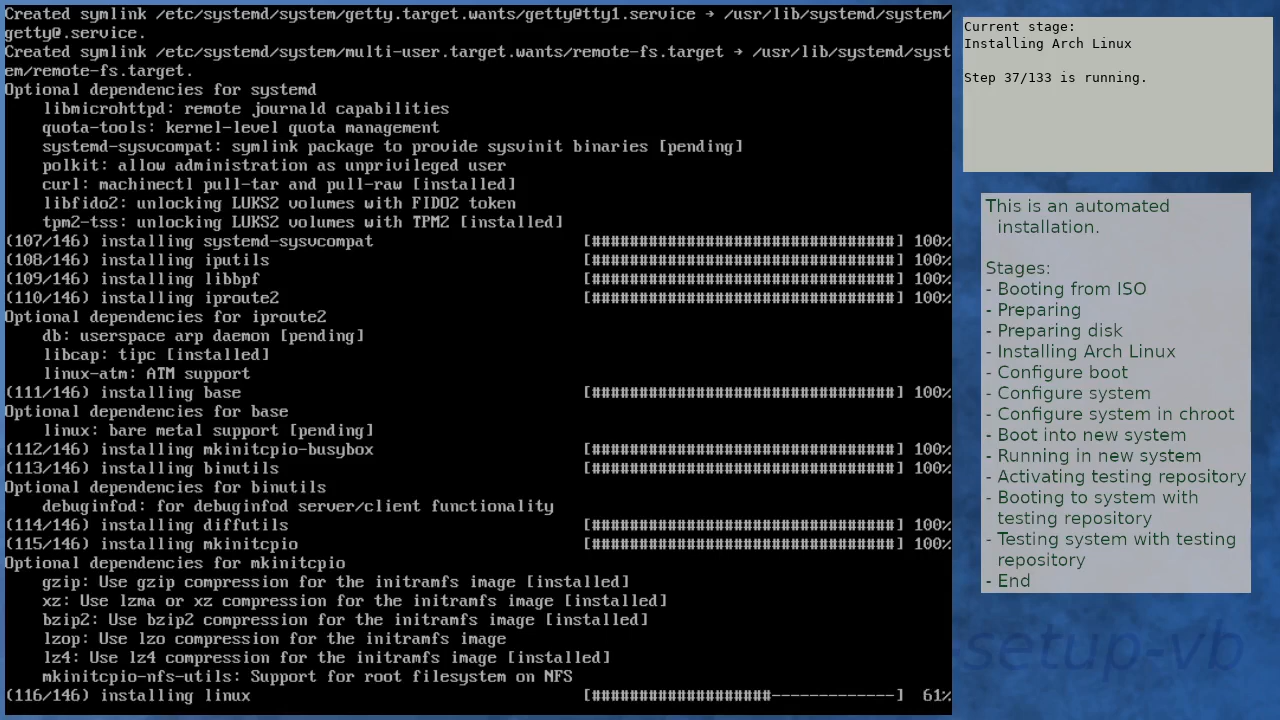 Created symlink /etc/systemd/system/getty.target.wants/getty@tty1.service → /usr/lib/systemd/system/
getty@.service.
Created symlink /etc/systemd/system/multi-user.target.wants/remote-fs.target → /usr/lib/systemd/syst
em/remote-fs.target.
Optional dependencies for systemd
    libmicrohttpd: remote journald capabilities
    quota-tools: kernel-level quota management
    systemd-sysvcompat: symlink package to provide sysvinit binaries [pending]
    polkit: allow administration as unprivileged user
    curl: machinectl pull-tar and pull-raw [installed]
    libfido2: unlocking LUKS2 volumes with FIDO2 token
    tpm2-tss: unlocking LUKS2 volumes with TPM2 [installed]
(107/146) installing systemd-sysvcompat [################################] 100%
(108/146) installing iputils [################################] 100%
(109/146) installing libbpf [################################] 100%
(110/146) installing iproute2 [################################] 100%
Optional dependencies for iproute2
    db: userspace arp daemon [pending]
    libcap: tipc [installed]
    linux-atm: ATM support
(111/146) installing base [################################] 100%
Optional dependencies for base
    linux: bare metal support [pending]
(112/146) installing mkinitcpio-busybox [################################] 100%
(113/146) installing binutils [################################] 100%
Optional dependencies for binutils
    debuginfod: for debuginfod server/client functionality
(114/146) installing diffutils [################################] 100%
(115/146) installing mkinitcpio [################################] 100%
Optional dependencies for mkinitcpio
    gzip: Use gzip compression for the initramfs image [installed]
    xz: Use lzma or xz compression for the initramfs image [installed]
    bzip2: Use bzip2 compression for the initramfs image [installed]
    lzop: Use lzo compression for the initramfs image
    lz4: Use lz4 compression for the initramfs image [installed]
    mkinitcpio-nfs-utils: Support for root filesystem on NFS
(116/146) installing linux [###################-------------] 61%
Current stage:
Installing Arch Linux
Step 37/133 is running.
This is an automated
installation.
Stages:
- Booting from ISO
- Preparing
- Preparing disk
- Installing Arch Linux
- Configure boot
- Configure system
- Configure system in chroot
- Boot into new system
- Running in new system
- Activating testing repository
- Booting to system with
testing repository
- Testing system with testing
repository
- End
setup-vb